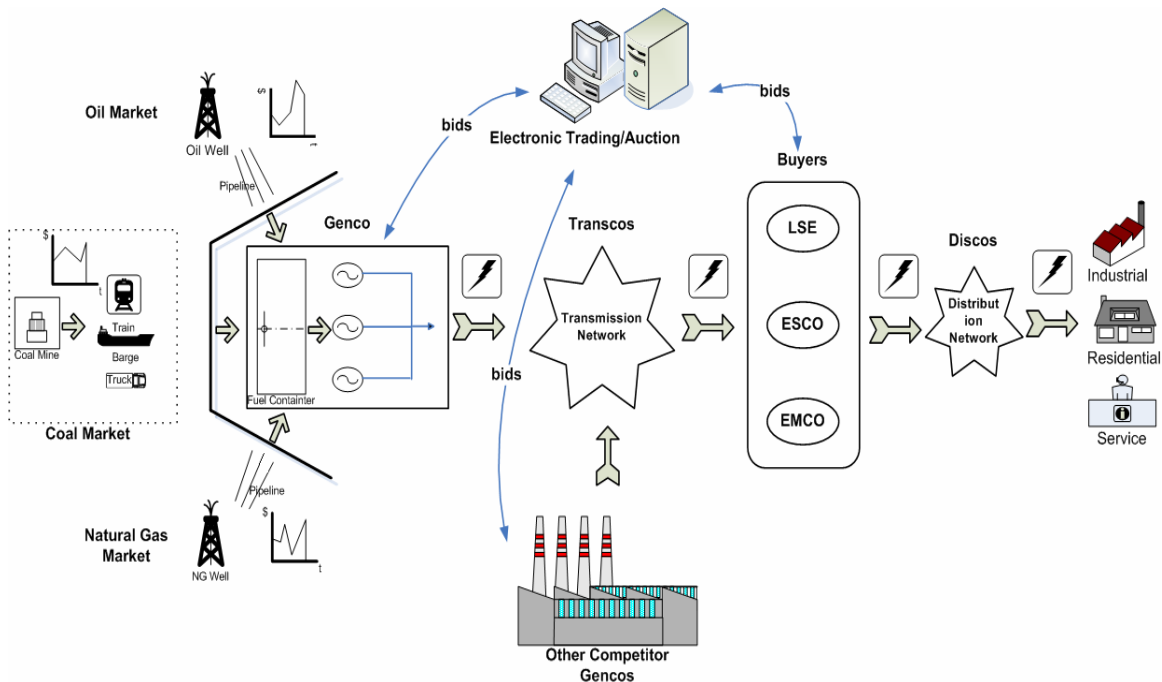 Oil Market
Oil Well
$
t
Pipeline
Coal Mine
$
t
Train
Barge
Truck
Coal Market
Natural Gas
Market
NG Well
Pipeline
$
t
Genco
Fuel Containter
bids
Electronic Trading/Auction
bids
bids
Transcos
Transmission
Network
Other Competitor
Gencos
Buyers
LSE
ESCO
EMCO
Discos
Distribut
ion
Network
Industrial
Residential
Service